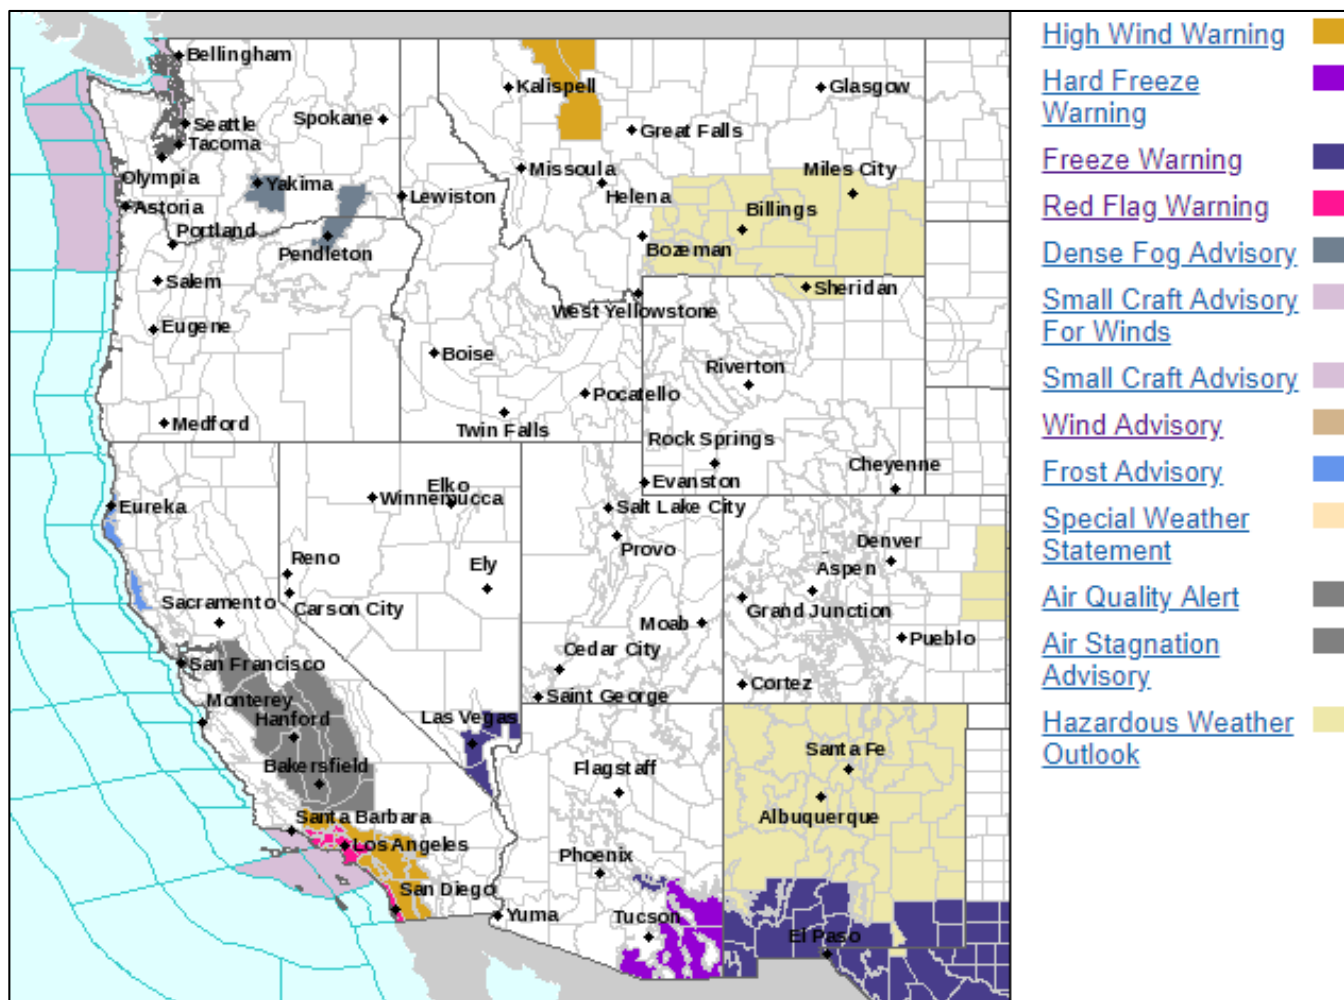 Bellingham
Kalispell
Glasgow
Seattle
Spokane
Great Falls
Tacoma
Olympia
Yakima
Missoula
Miles City
Astoria
Lewiston
Helena
Billings
Portland
Pendleton
Bozeman
Salem
Sheridan
West Yellowstone
Eugene
Boise
Riverton
Pocatello
Medford
Twin Falls
Rock Springs
Cheyenne
Evanston
Elko
Winnemucca
Eureka
Salt Lake City
Provo
Denver
Reno
Ely
Aspen
Sacramento
Carson City
Grand Junction
Moab
Pueblo
San Francisco
Cedar City
Cortez
Saint George
Monterey
Hanford
Las Vegas
Santa Fe
Bakersfield
Flagstaff
Albuquerque
Santa Barbara
Los Angeles
Phoenix
San Diego
Yuma
Tucson
El Paso
High Wind Warning
Hard Freeze
Warning
Freeze Warning
Red Flag Warning
Dense Fog Advisory
Small Craft Advisory
For Winds
Small Craft Advisory
Wind Advisory
Frost Advisory
Special Weather
Statement
Air Quality Alert
Air Stagnation
Advisory
Hazardous Weather
Outlook